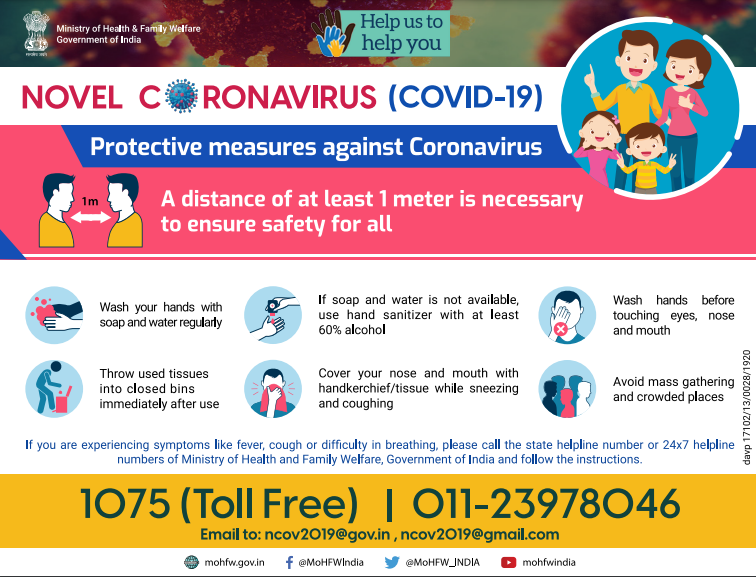 Ministry of Health & Family Welfare
Government of India
Help us to
help you
NOVEL CORONAVIRUS (COVID-19)
Protective measures against Coronavirus
1m
A distance of at least 1 meter is necessary
to ensure safety for all
Wash your hands with
soap and water regularly
If soap and water is not available,
use hand sanitizer with at least
60% alcohol
Wash hands before
touching eyes, nose
and mouth
Throw used tissues
into closed bins
immediately after use
Cover your nose and mouth with
handkerchief/tissue while sneezing
and coughing
Avoid mass gathering
and crowded places
davp 17102/13/0028/1920
If you are experiencing symptoms like fever, cough or difficulty in breathing, please call the state helpline number or 24x7 helpline
numbers of Ministry of Health and Family Welfare, Government of India and follow the instructions.
1075 (Toll Free) | 011-23978046
Email to: ncov2019@gov.in , ncov2019@gmail.com
mohfw.gov.in @MoHFWIndia @MoHFW_INDIA mohfwindia